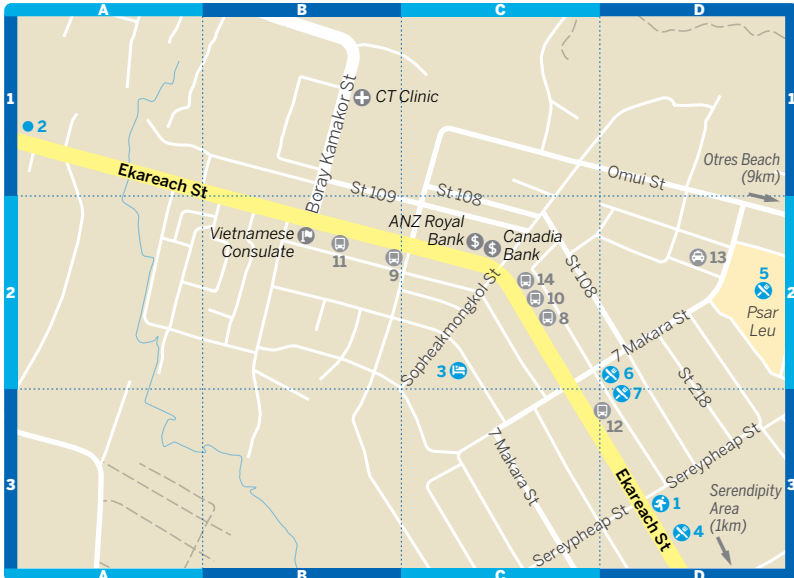 A
B
C
D
1
1
CT Clinic
2
Boray Kamakor St
Otres Beach
(9km)
Omui St
Ekareach St
St 109
St 108
ANZ Royal
Bank
Canadia
Bank
Vietnamese
Consulate
11
9
St 108
13
5
Psar
Leu
2
2
14
10
8
Sopheakmongkol St
7 Makara St
3
6
7
St 218
12
7 Makara St
Sereypheap St
Ekareach St
3
3
1
Serendipity
Area
(1km)
4
Sereypheap St
A
B
C
D